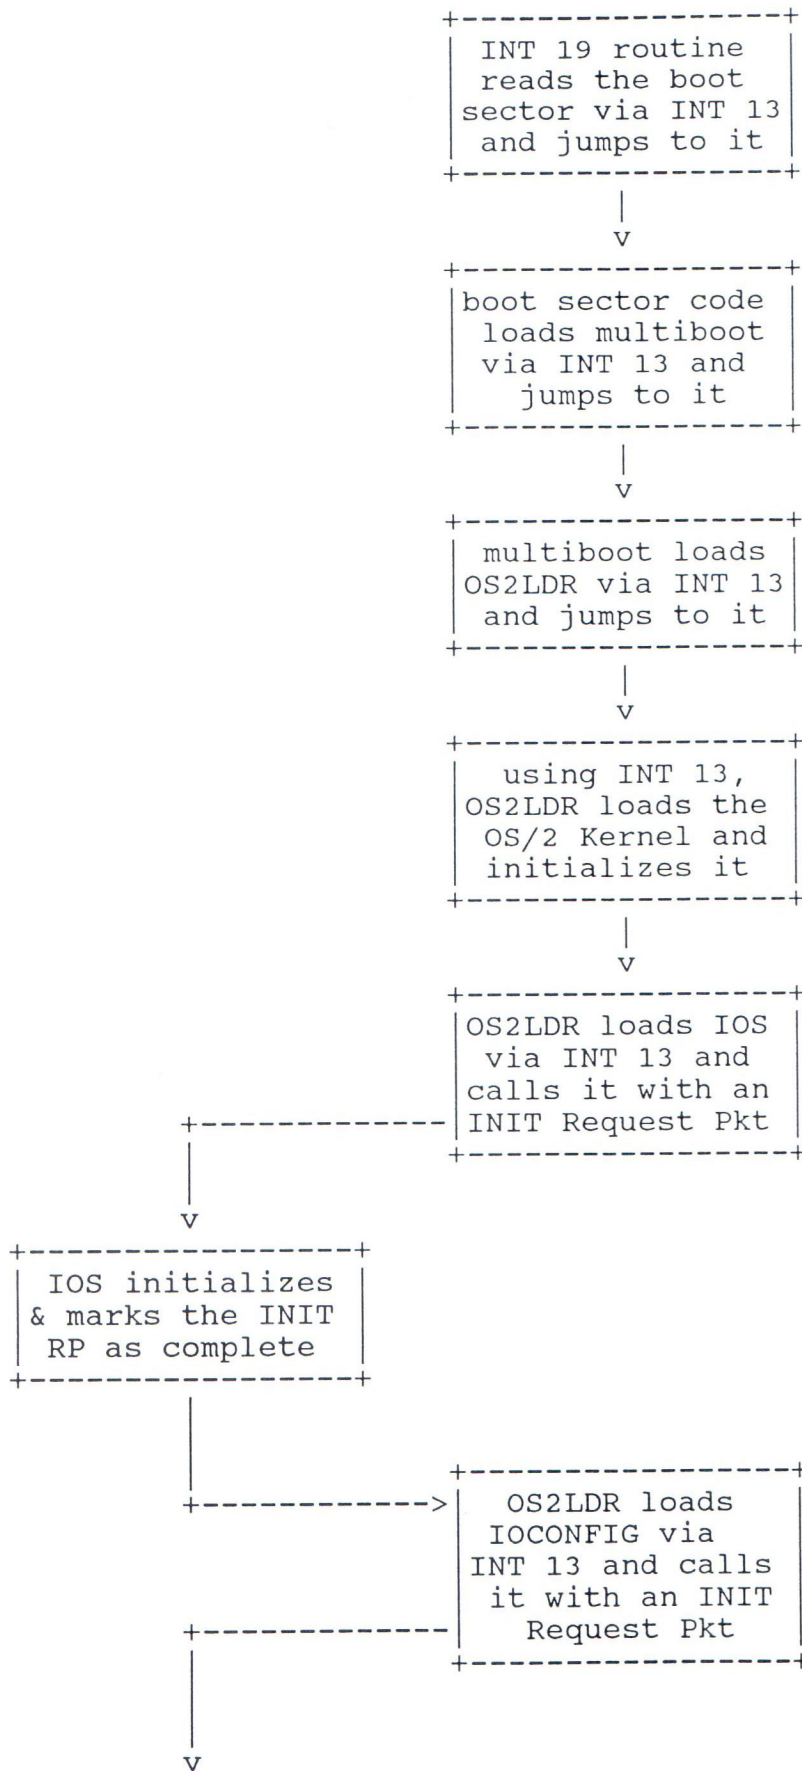 INT 19 routine
reads the boot
sector via INT 13
and jumps to it
boot sector code
loads multiboot
via INT 13 and
jumps to it
multiboot loads
OS2LDR via INT 13
and jumps to it
using INT 13,
OS2LDR loads the
OS/2 Kernel and
initializes it
OS2LDR loads IOS
via INT 13 and
calls it with an
INIT Request Pkt
IOS initializes
& marks the INIT
RP as complete
OS2LDR loads
IOCONFIG via
INT 13 and calls
it with an INIT
Request Pkt